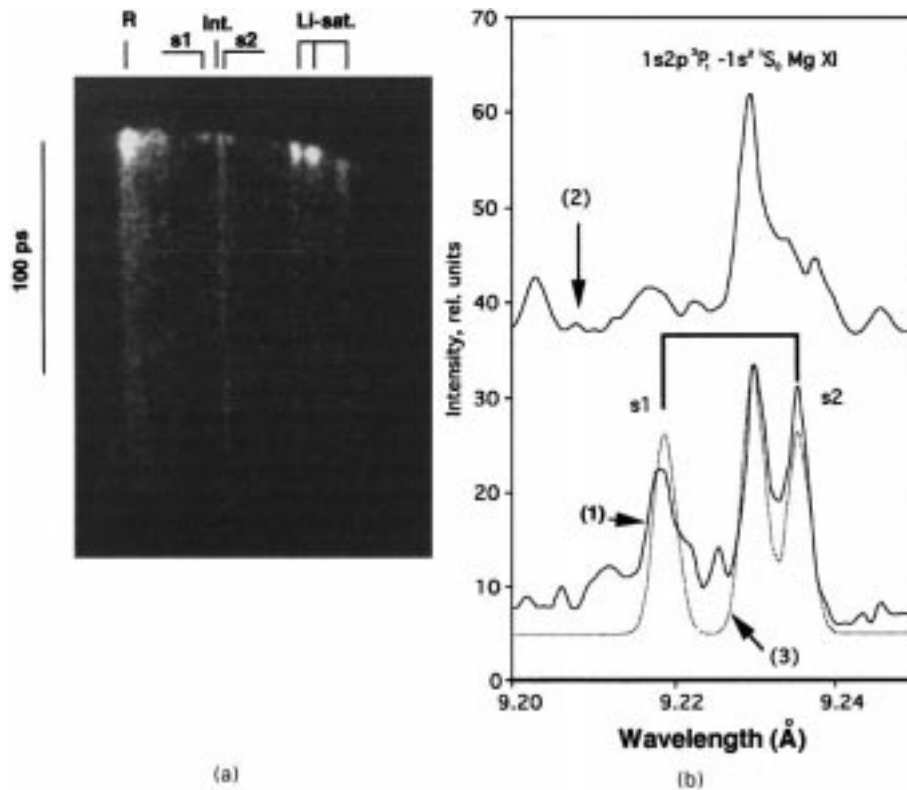 R s1 Int. s2 Li-sat.
100 ps
(a)
70
60
50
40
30
20
10
0
Intensity, rel. units
1s2p ³P₁ -1s² ¹S₀ Mg XI
(2)
s1
s2
(1)
(3)
9.20 9.22 9.24
Wavelength (Å)
(b)